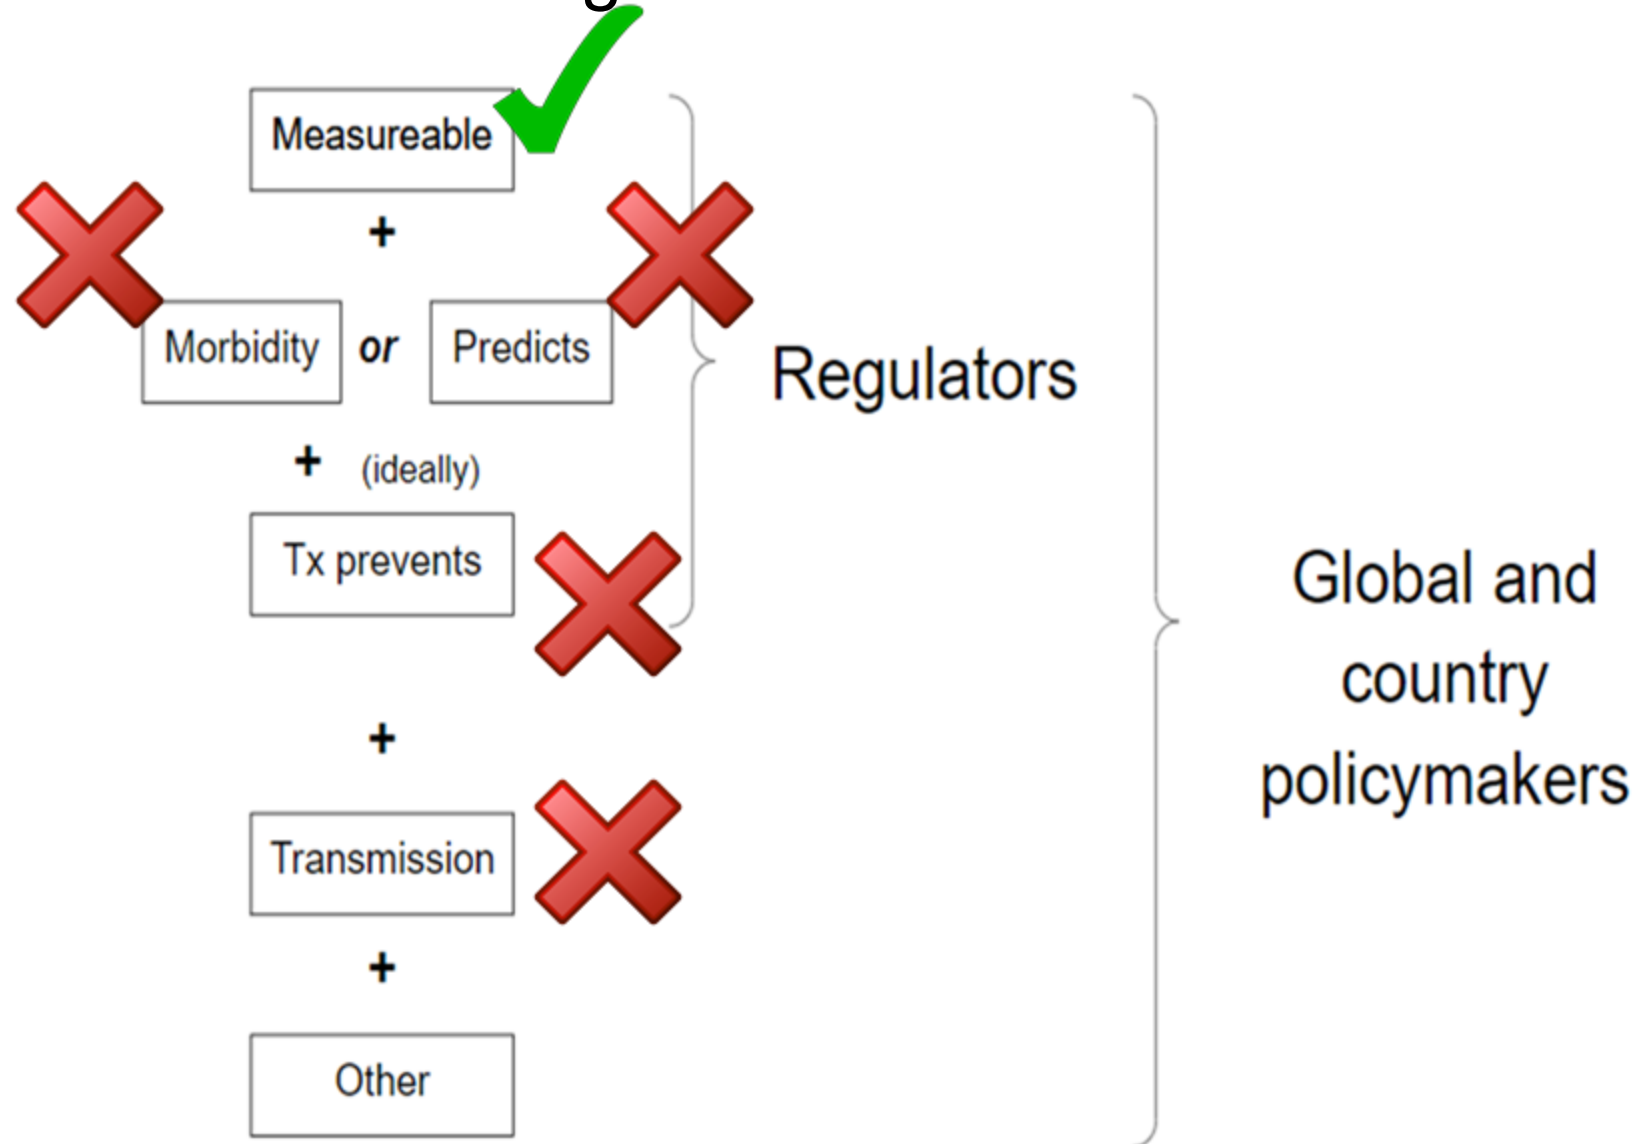 Measureable
+
Morbidity or Predicts
+ (ideally)
Tx prevents
+
Transmission
+
Other
Regulators
Global and
country
policymakers